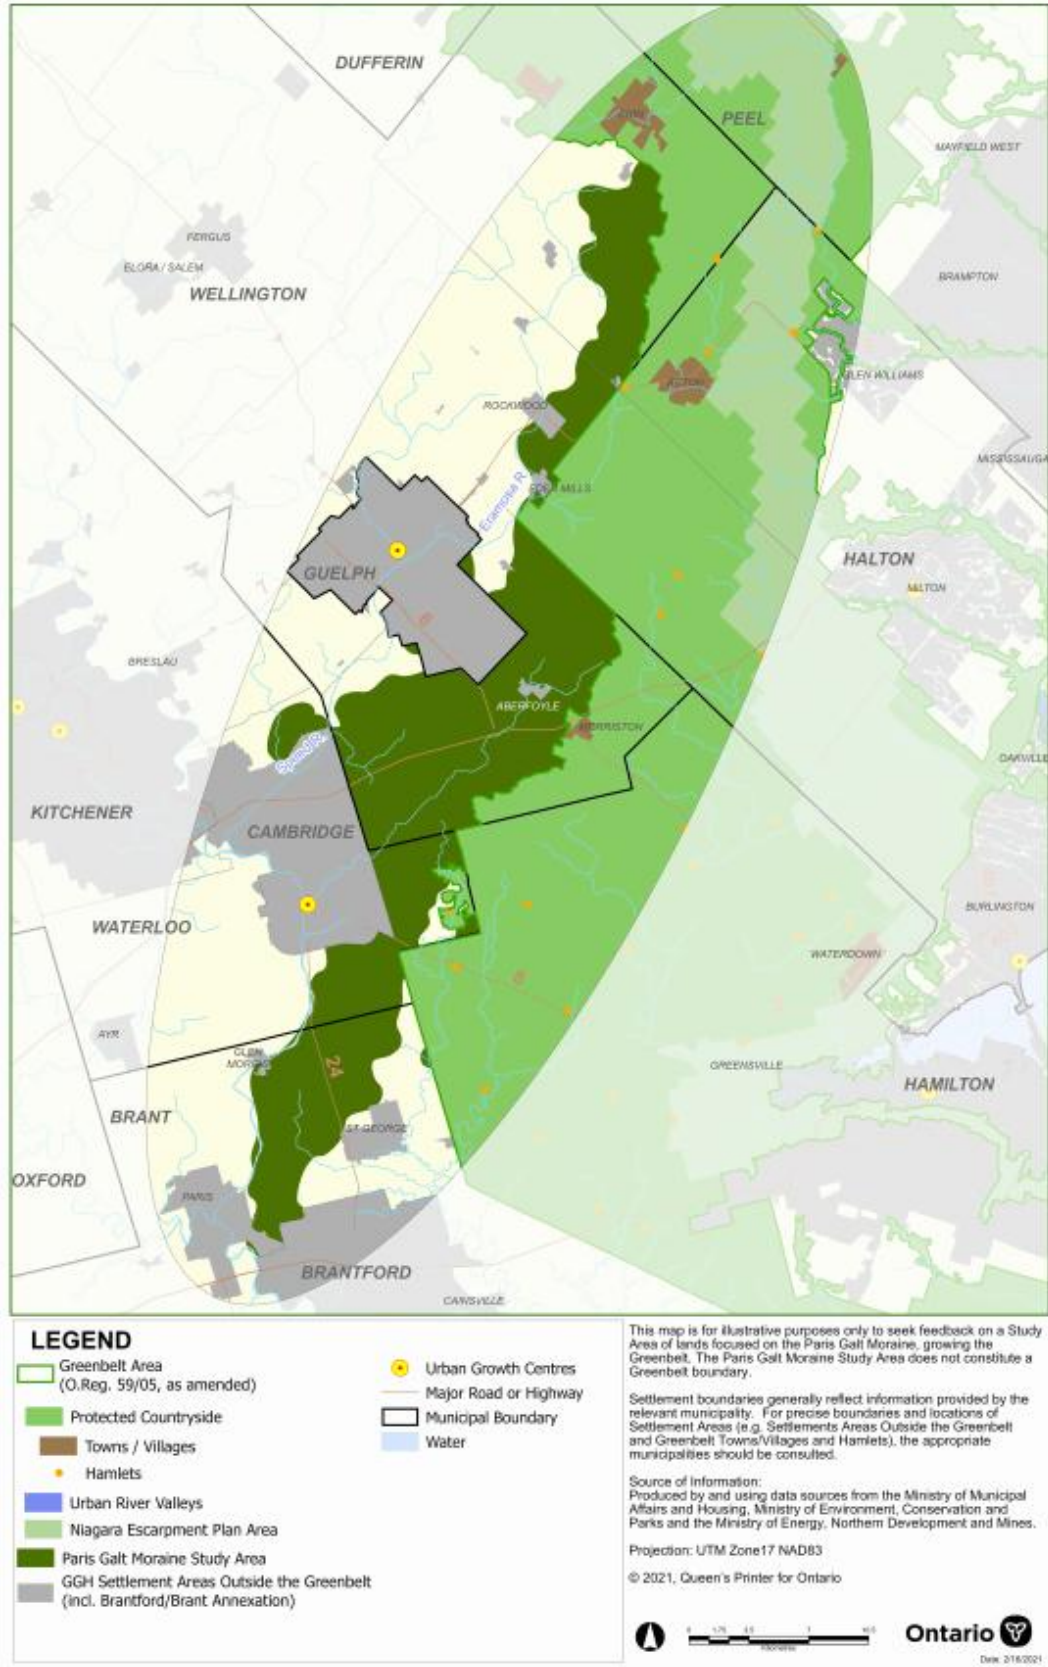 DUFFERIN
PEEL
MAYFIELD WEST
FERGUS
ELORA / SALEM
WELLINGTON
BRAMPTON
ACTON
GLEN WILLIAMS
ROCKWOOD
MISSISSAUGA
EDEN MILLS
Eramosa R.
GUELPH
HALTON
MILTON
6
BRESLAU
ABERFOYLE
MORRISTON
Speed R.
OAKVILLE
KITCHENER
CAMBRIDGE
BURLINGTON
WATERLOO
WATERDOWN
AYR
GLEN
MORRIS
24
GREENSVILLE
HAMILTON
BRANT
ST GEORGE
OXFORD
PARIS
BRANTFORD
CAINSVILLE
LEGEND
Greenbelt Area
(O.Reg. 59/05, as amended)
Protected Countryside
Towns / Villages
Hamlets
Urban River Valleys
Niagara Escarpment Plan Area
Paris Galt Moraine Study Area
GGH Settlement Areas Outside the Greenbelt
(incl. Brantford/Brant Annexation)
Urban Growth Centres
Major Road or Highway
Municipal Boundary
Water
This map is for illustrative purposes only to seek feedback on a Study
Area of lands focused on the Paris Galt Moraine, growing the
Greenbelt. The Paris Galt Moraine Study Area does not constitute a
Greenbelt boundary.
Settlement boundaries generally reflect information provided by the
relevant municipality. For precise boundaries and locations of
Settlement Areas (e.g. Settlements Areas Outside the Greenbelt
and Greenbelt Towns/Villages and Hamlets), the appropriate
municipalities should be consulted.
Source of Information:
Produced by and using data sources from the Ministry of Municipal
Affairs and Housing, Ministry of Environment, Conservation and
Parks and the Ministry of Energy, Northern Development and Mines.
Projection: UTM Zone17 NAD83
© 2021, Queen's Printer for Ontario
Kilometres
Ontario
Date: 2/16/2021